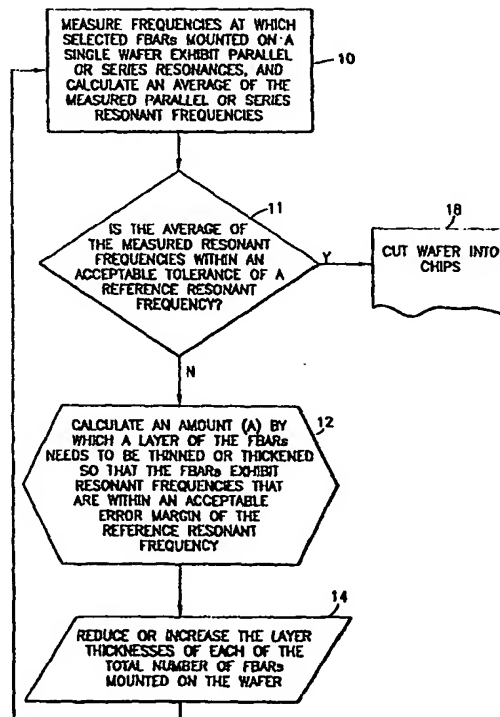 MEASURE FREQUENCIES AT WHICH
SELECTED FBARs MOUNTED ON A
SINGLE WAFER EXHIBIT PARALLEL
OR SERIES RESONANCES, AND
CALCULATE AN AVERAGE OF THE
MEASURED PARALLEL OR SERIES
RESONANT FREQUENCIES
10
11
IS THE AVERAGE OF
THE MEASURED RESONANT
FREQUENCIES WITHIN AN
ACCEPTABLE TOLERANCE OF A
REFERENCE RESONANT
FREQUENCY?
Y
18
CUT WAFER INTO
CHIPS
N
CALCULATE AN AMOUNT (A) BY
WHICH A LAYER OF THE FBARs
NEEDS TO BE THINNED OR THICKENED
SO THAT THE FBARs EXHIBIT
RESONANT FREQUENCIES THAT
ARE WITHIN AN ACCEPTABLE
ERROR MARGIN OF THE
REFERENCE RESONANT
FREQUENCY
12
14
REDUCE OR INCREASE THE LAYER
THICKNESSES OF EACH OF THE
TOTAL NUMBER OF FBARs
MOUNTED ON THE WAFER